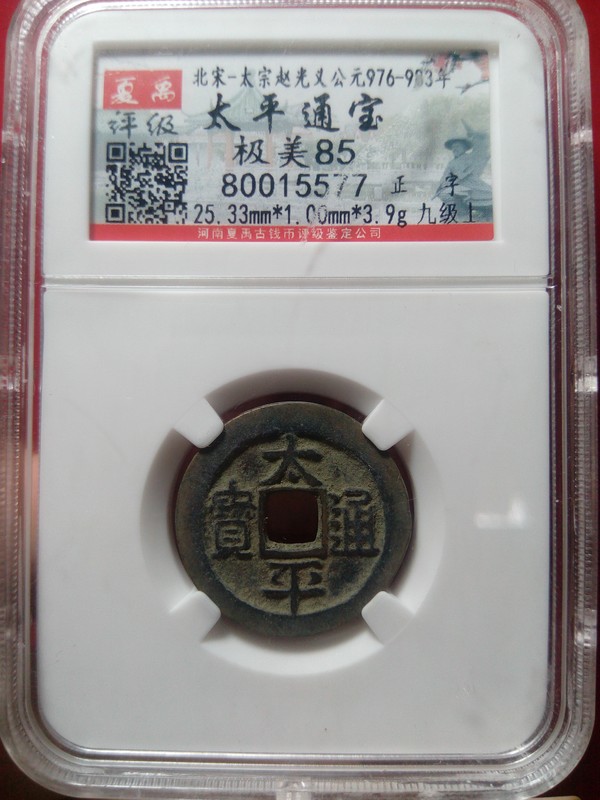 夏禹
评级
北宋-太宗赵光义公元976-983年
太平通宝
极美85
80015577 正 字
25.33mm*1.00mm*3.9g 九级上
河南夏禹古钱币评级鉴定公司
太
寶 通
平